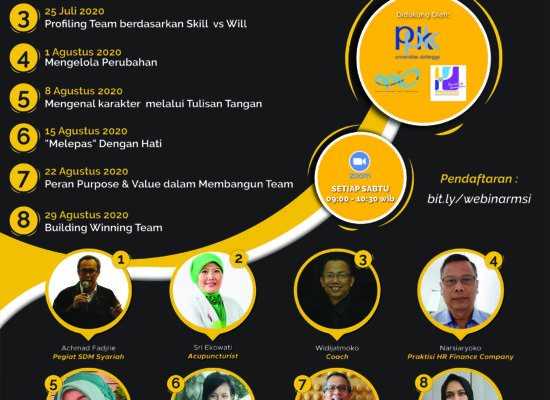 3
25 Juli 2020
Profiling Team berdasarkan Skill vs Will
4
1 Agustus 2020
Mengelola Perubahan
5
8 Agustus 2020
Mengenal karakter melalui Tulisan Tangan
6
15 Agustus 2020
"Melepas" Dengan Hati
7
22 Agustus 2020
Peran Purpose & Value dalam Membangun Team
8
29 Agustus 2020
Building Winning Team
Didukung Oleh:
universitas airlangga
apio
zoom
SETIAP SABTU
09:00 - 10:30 wib
Pendaftaran :
bit.ly/webinarmsi
1
2
3
4
Achmad Fadjrie
Pegiat SDM Syariah
Sri Ekowati
Acupuncturist
Widijatmoko
Coach
Narsiaryoko
Praktisi HR Finance Company
5
6
7
8